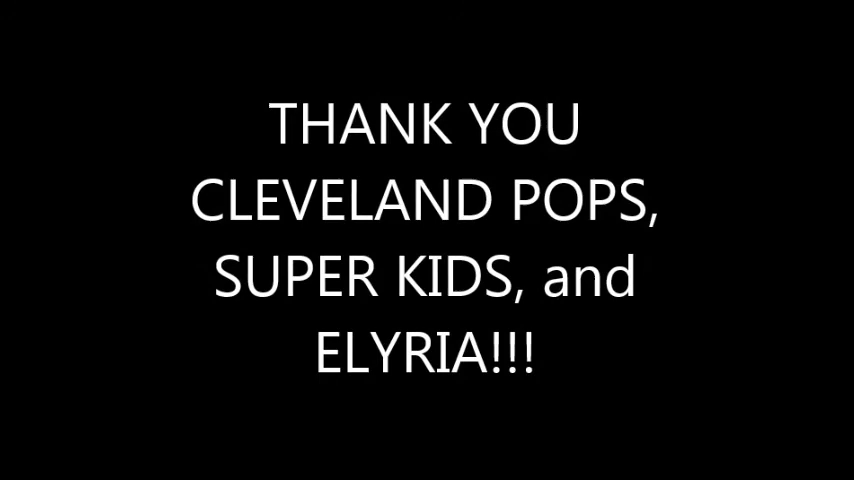 THANK YOU
CLEVELAND POPS,
SUPER KIDS, and
ELYRIA!!!